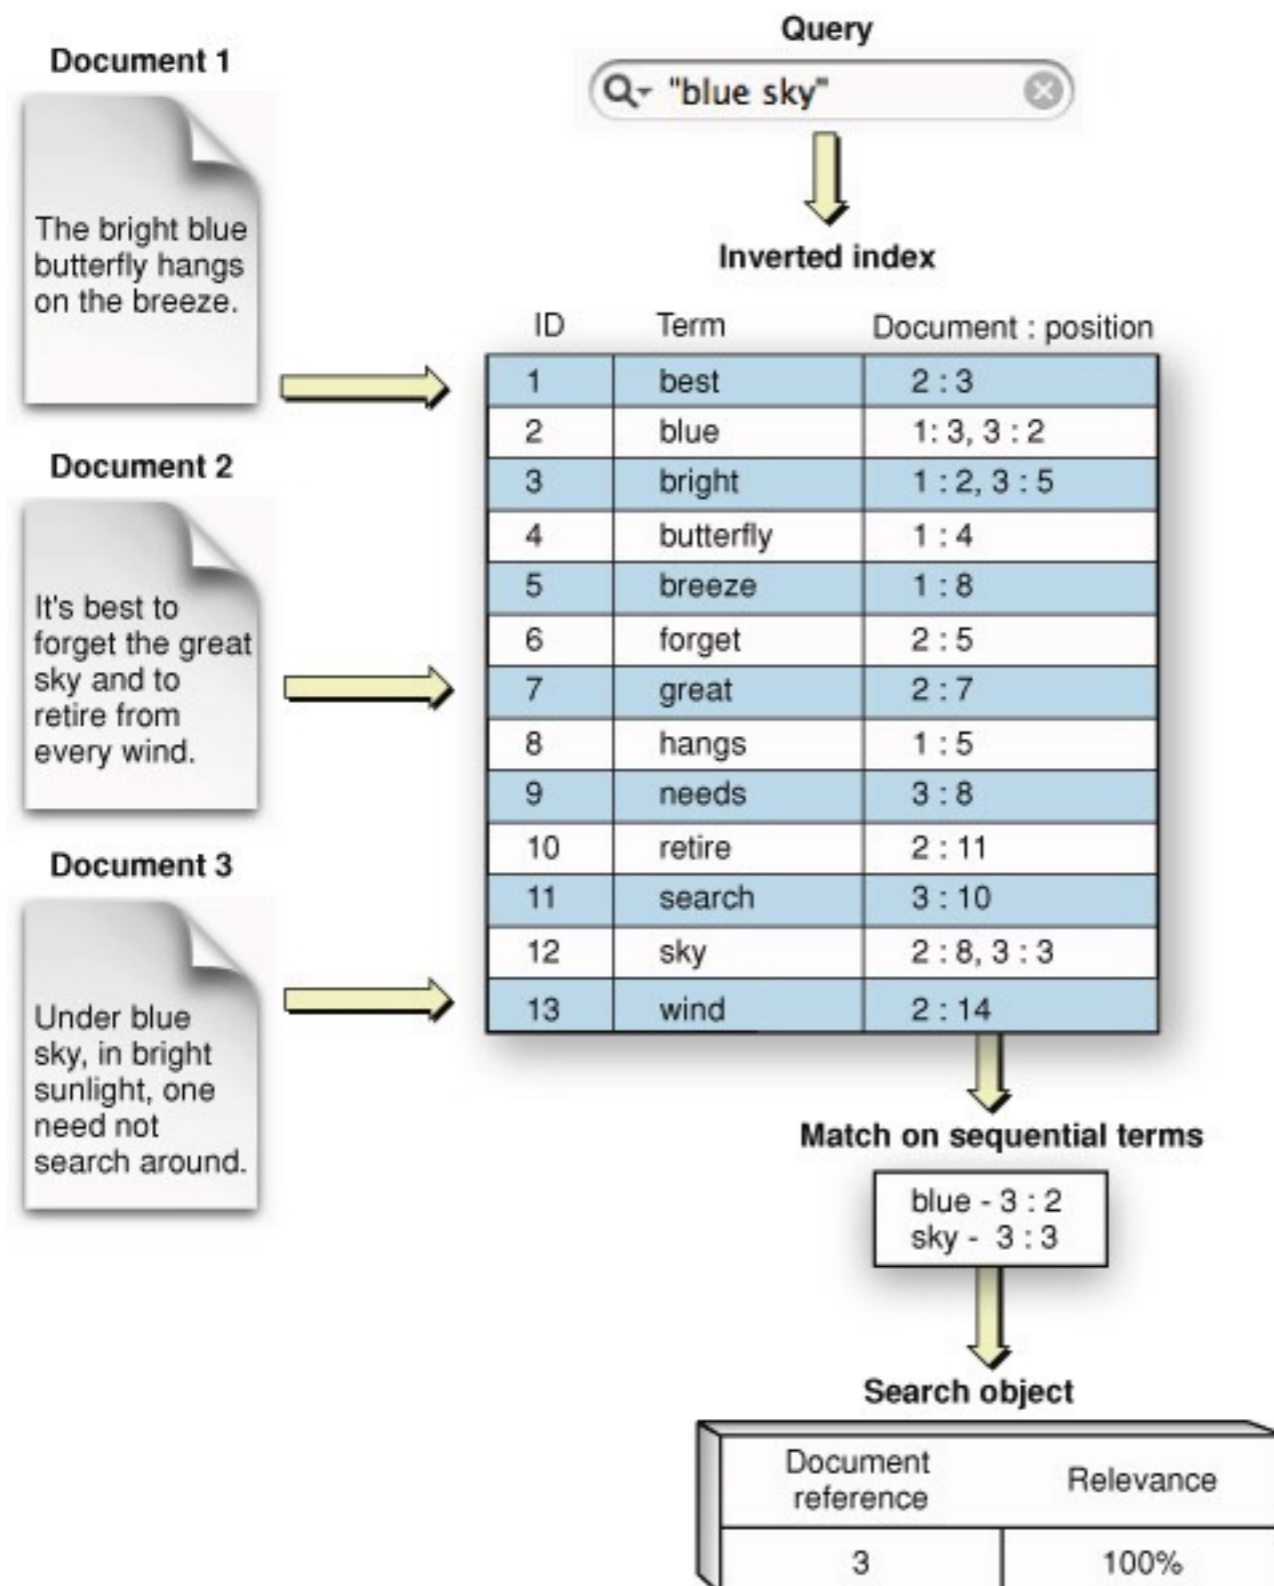 Document 1
The bright blue
butterfly hangs
on the breeze.
Document 2
It's best to
forget the great
sky and to
retire from
every wind.
Document 3
Under blue
sky, in bright
sunlight, one
need not
search around.
Query
"blue sky"
Inverted index
ID Term Document : position
1 best 2 : 3
2 blue 1: 3, 3 : 2
3 bright 1 : 2, 3 : 5
4 butterfly 1 : 4
5 breeze 1 : 8
6 forget 2 : 5
7 great 2 : 7
8 hangs 1 : 5
9 needs 3 : 8
10 retire 2 : 11
11 search 3 : 10
12 sky 2 : 8, 3 : 3
13 wind 2 : 14
Match on sequential terms
blue - 3 : 2
sky - 3 : 3
Search object
Document
reference
Relevance
3 100%